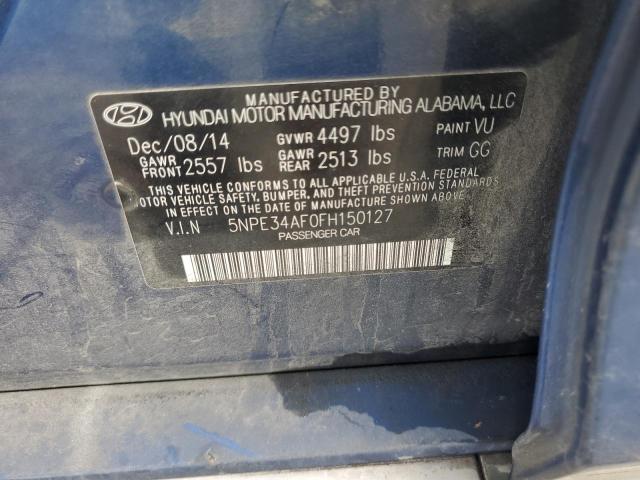 MANUFACTURED BY
HYUNDAI MOTOR MANUFACTURING ALABAMA, LLC
Dec/08/14 GVWR 4497 lbs PAINT VU
GAWR FRONT 2557 lbs GAWR REAR 2513 lbs TRIM GG
THIS VEHICLE CONFORMS TO ALL APPLICABLE U.S.A. FEDERAL
MOTOR VEHICLE SAFETY, BUMPER, AND THEFT PREVENTION STANDARDS
IN EFFECT ON THE DATE OF MANUFACTURE SHOWN ABOVE.
V.I.N 5NPE34AF0FH150127
PASSENGER CAR